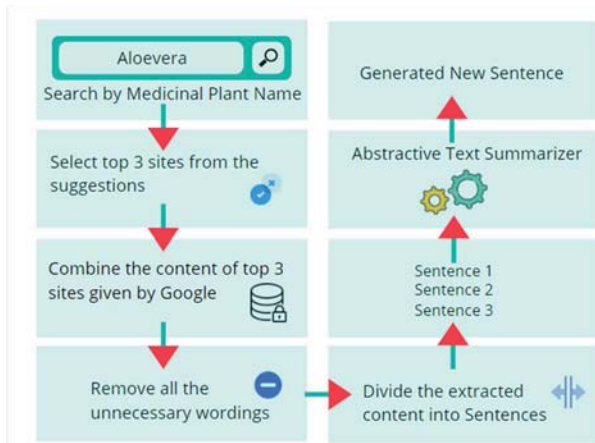 Aloevera
Search by Medicinal Plant Name
Select top 3 sites from the
suggestions
Combine the content of top 3
sites given by Google
Remove all the
unnecessary wordings
Divide the extracted
content into Sentences
Sentence 1
Sentence 2
Sentence 3
Abstractive Text Summarizer
Generated New Sentence